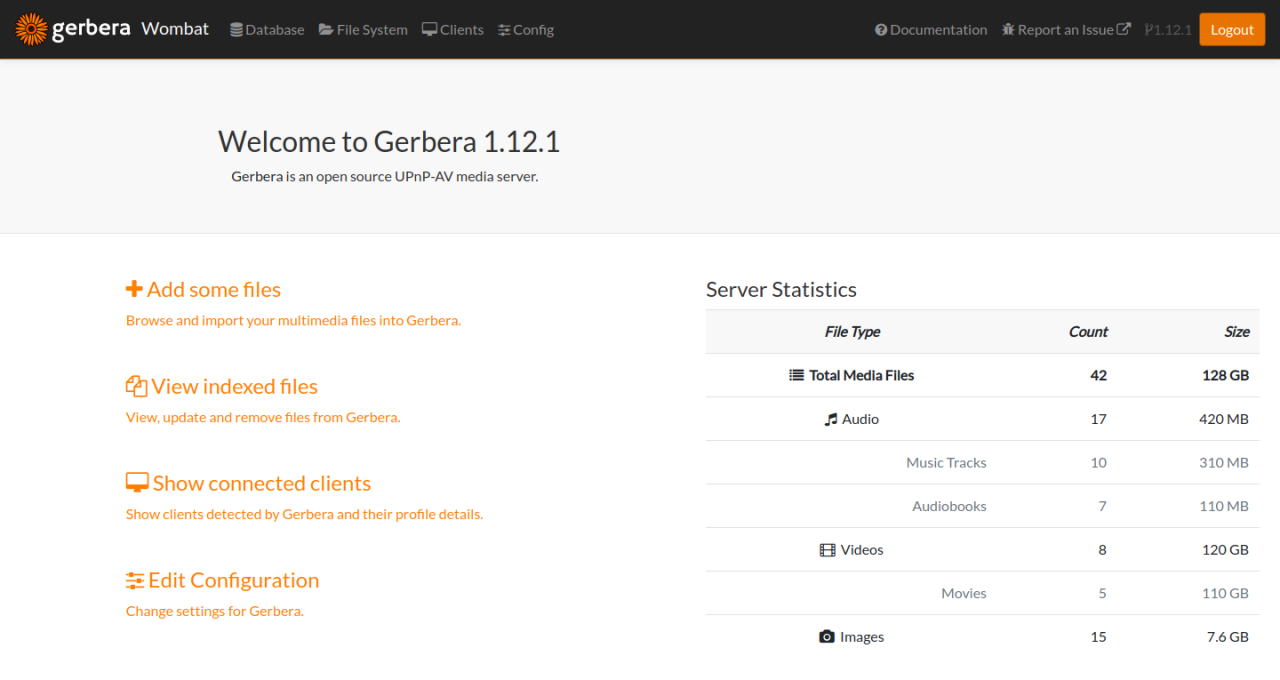 gerbera Wombat Database File System Clients Config Documentation Report an Issue 1.12.1 Logout
Welcome to Gerbera 1.12.1
Gerbera is an open source UPnP-AV media server.
Add some files
Browse and import your multimedia files into Gerbera.
View indexed files
View, update and remove files from Gerbera.
Show connected clients
Show clients detected by Gerbera and their profile details.
Edit Configuration
Change settings for Gerbera.
Server Statistics
File Type Count Size
Total Media Files 42 128 GB
Audio 17 420 MB
Music Tracks 10 310 MB
Audiobooks 7 110 MB
Videos 8 120 GB
Movies 5 110 GB
Images 15 7.6 GB